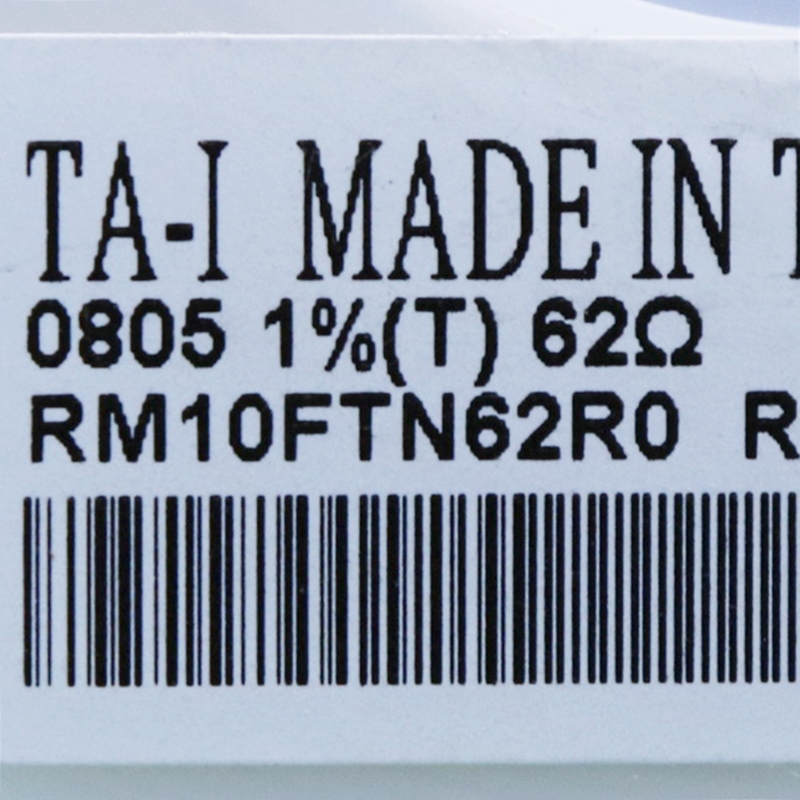 TA-I MADE IN T
0805 1%(T) 62Ω
RM10FTN62R0 R